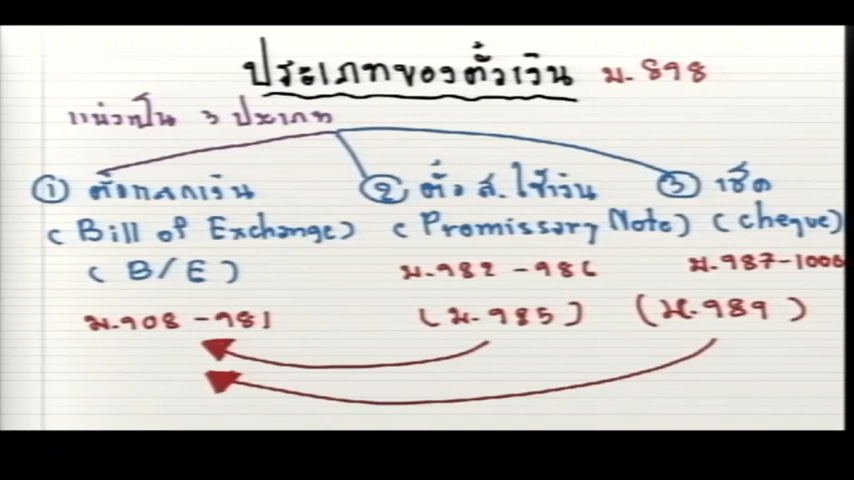 ประเภทของตั๋วเงิน ม.898
แบ่งเป็น 3 ประเภท
① ตั๋วแลกเงิน ② ตั๋ว ส.ใช้เงิน ③ เช็ค
(Bill of Exchange) (Promissory Note) (cheque)
(B/E) ม.982 - 986 ม.987-1000
ม.908 - 981 (ม.985) (ม.989)